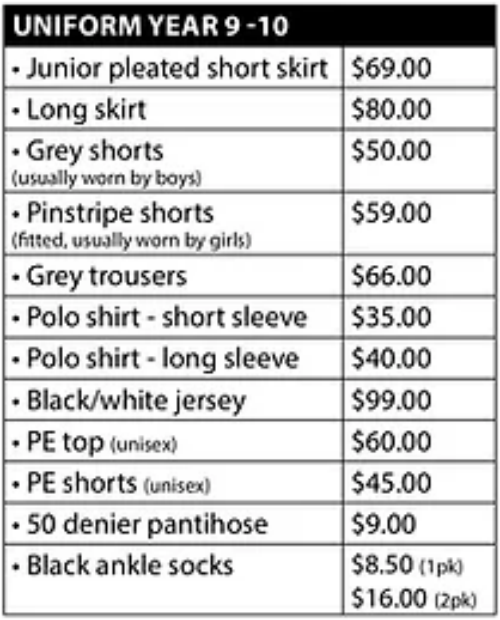 UNIFORM YEAR 9 -10
• Junior pleated short skirt $69.00
• Long skirt $80.00
• Grey shorts $50.00
(usually worn by boys)
• Pinstripe shorts $59.00
(fitted, usually worn by girls)
• Grey trousers $66.00
• Polo shirt - short sleeve $35.00
• Polo shirt - long sleeve $40.00
• Black/white jersey $99.00
• PE top (unisex) $60.00
• PE shorts (unisex) $45.00
• 50 denier pantihose $9.00
• Black ankle socks $8.50 (1pk)
$16.00 (2pk)